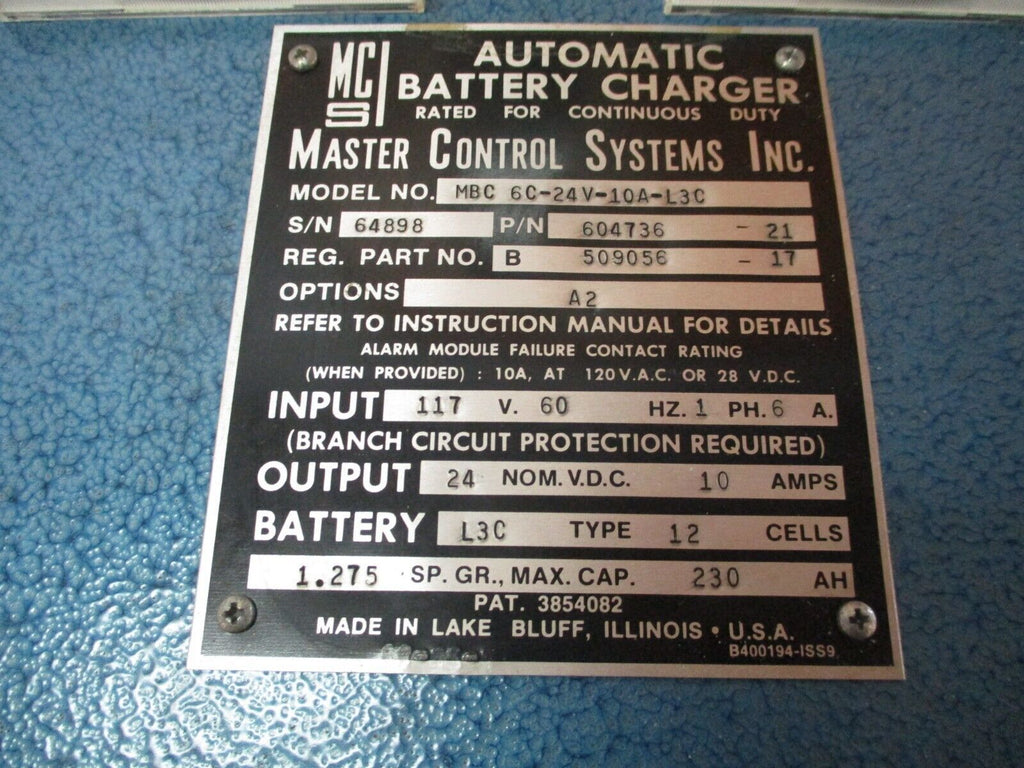 MCS AUTOMATIC
BATTERY CHARGER
RATED FOR CONTINUOUS DUTY
MASTER CONTROL SYSTEMS INC.
MODEL NO. MBC 6C-24V-10A-L3C
S/N 64898 P/N 604736 - 21
REG. PART NO. B 509056 - 17
OPTIONS A2
REFER TO INSTRUCTION MANUAL FOR DETAILS
ALARM MODULE FAILURE CONTACT RATING
(WHEN PROVIDED) : 10A, AT 120 V.A.C. OR 28 V.D.C.
INPUT 117 V. 60 HZ. 1 PH. 6 A.
(BRANCH CIRCUIT PROTECTION REQUIRED)
OUTPUT 24 NOM. V.D.C. 10 AMPS
BATTERY L3C TYPE 12 CELLS
1.275 SP. GR., MAX. CAP. 230 AH
PAT. 3854082
MADE IN LAKE BLUFF, ILLINOIS • U.S.A.
B400194-ISS9